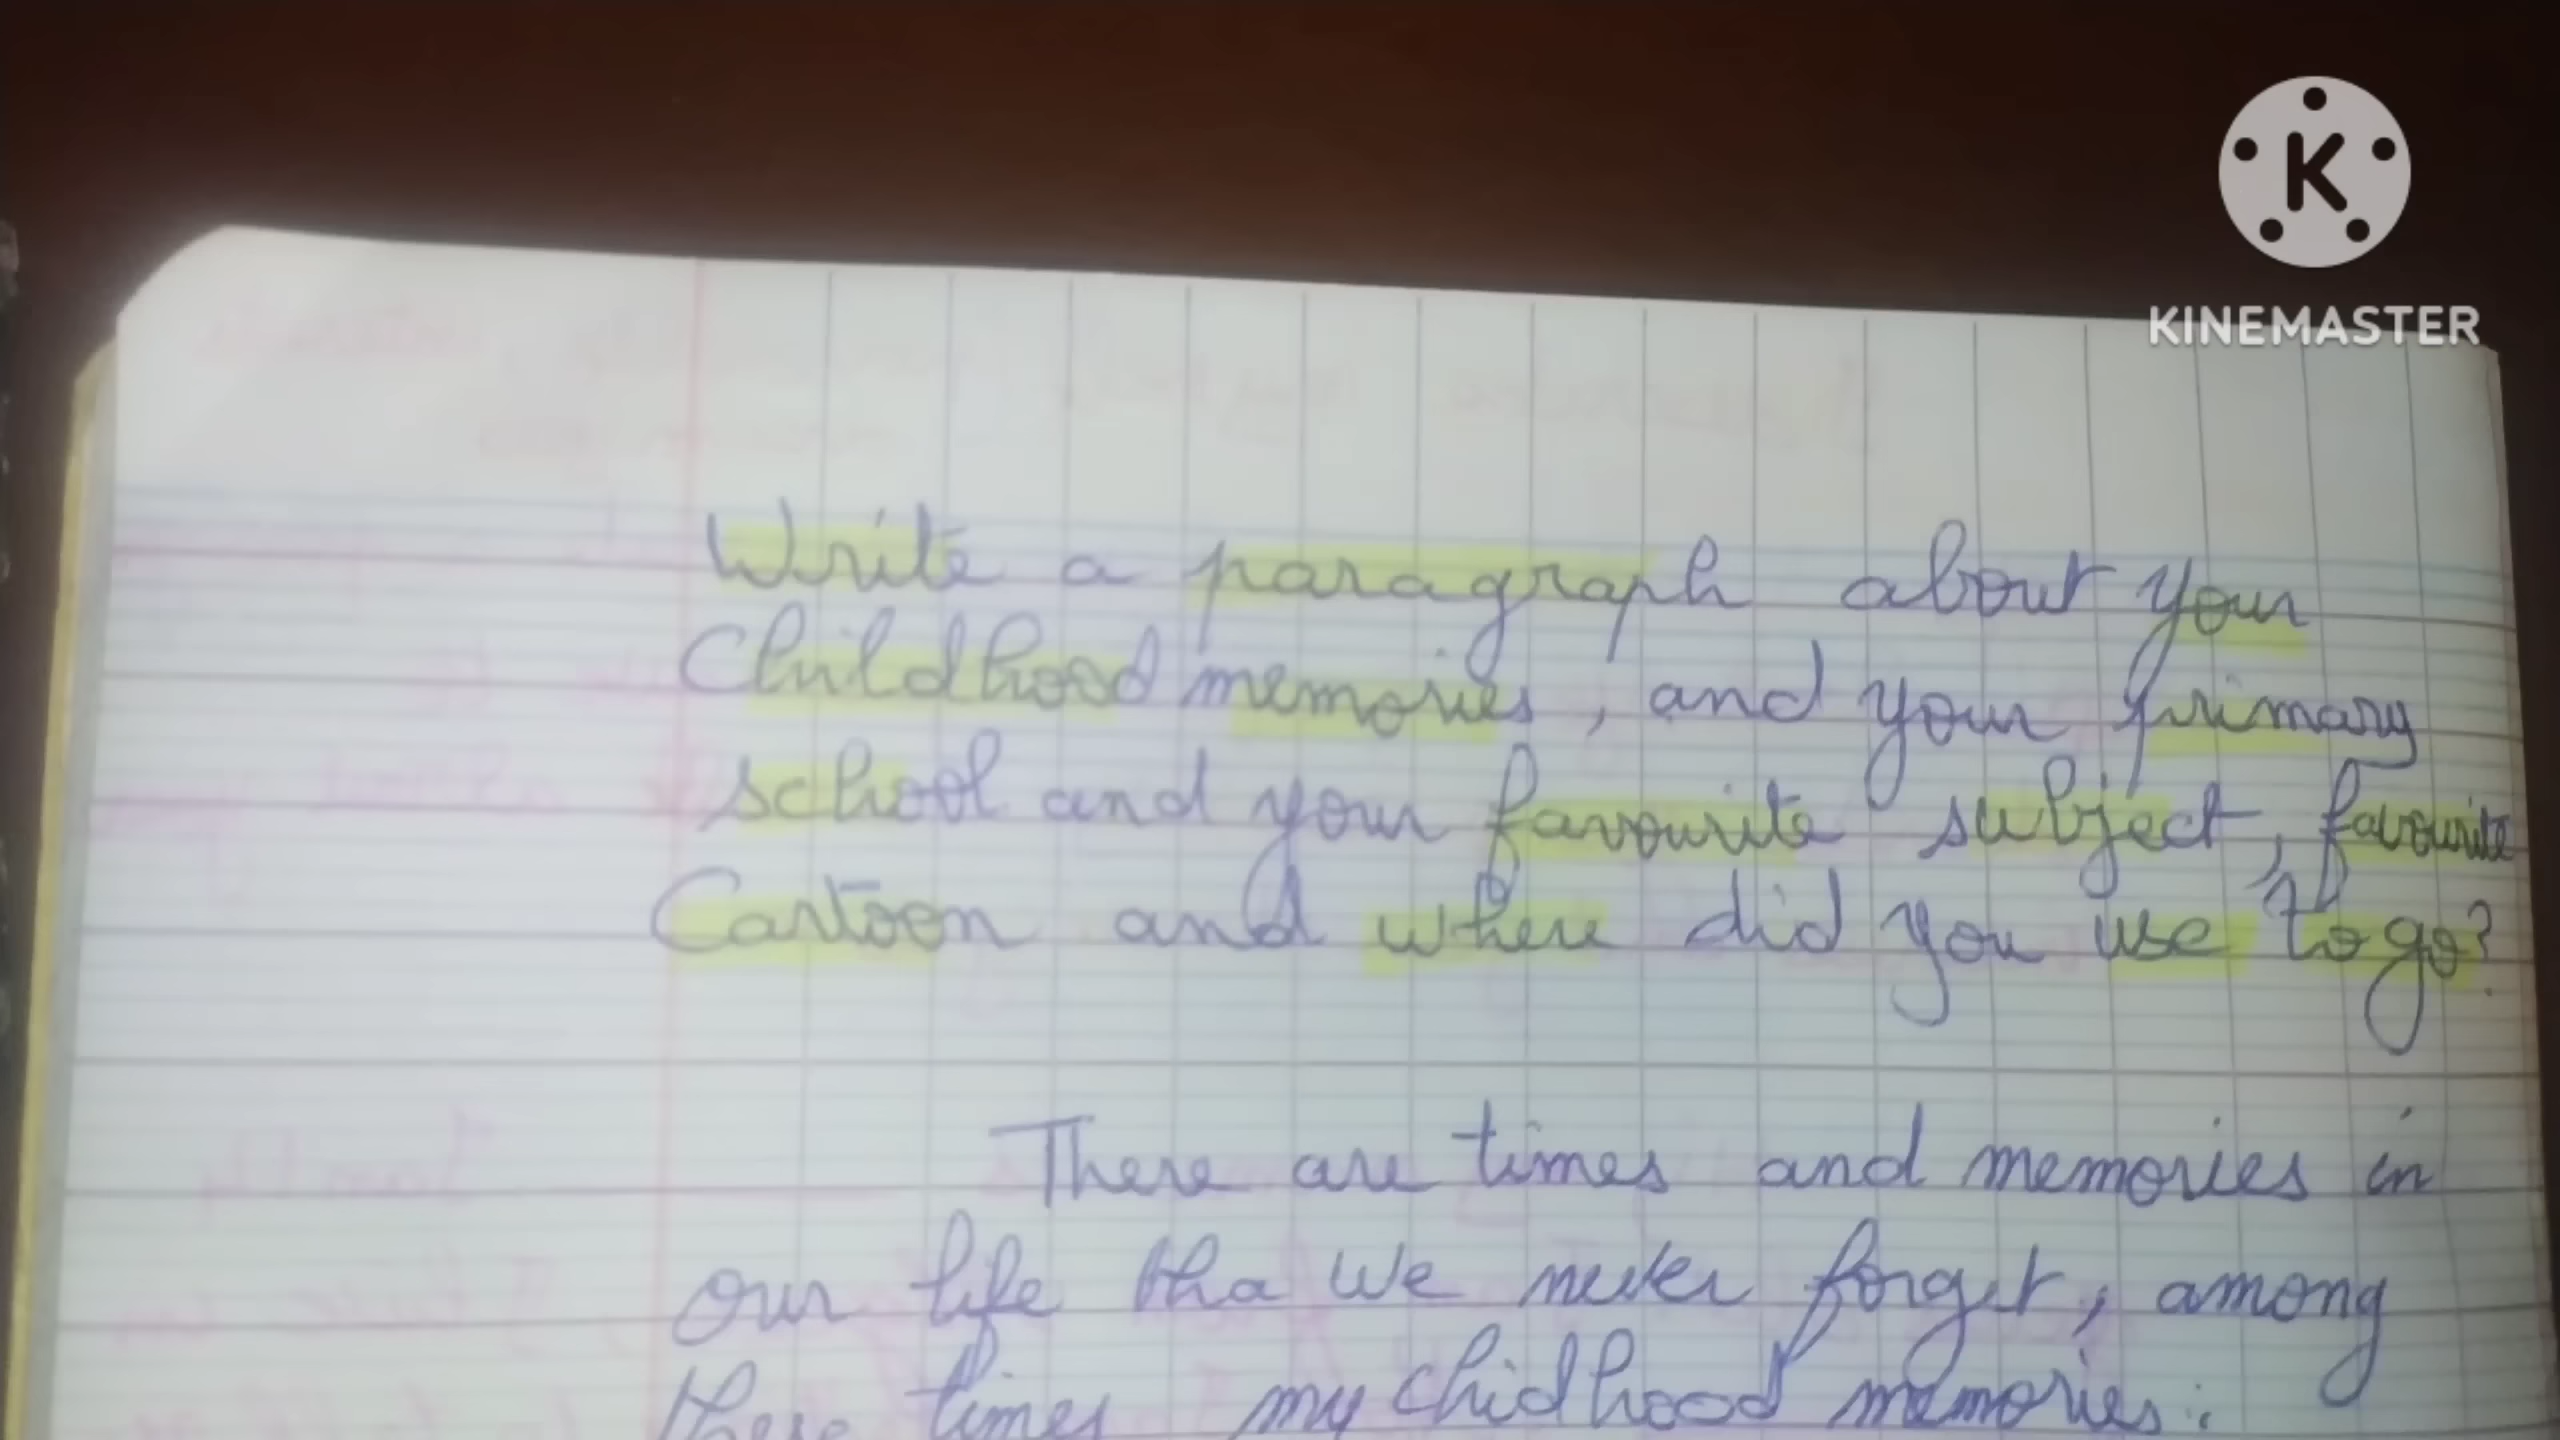 K
KINEMASTER
Write a paragraph about your
Childhood memories, and your primary
school and your favourite subject, favourite
Cartoon and where did you use to go?
There are times and memories in
our life tha we never forget, among
these times my chidhood memories.